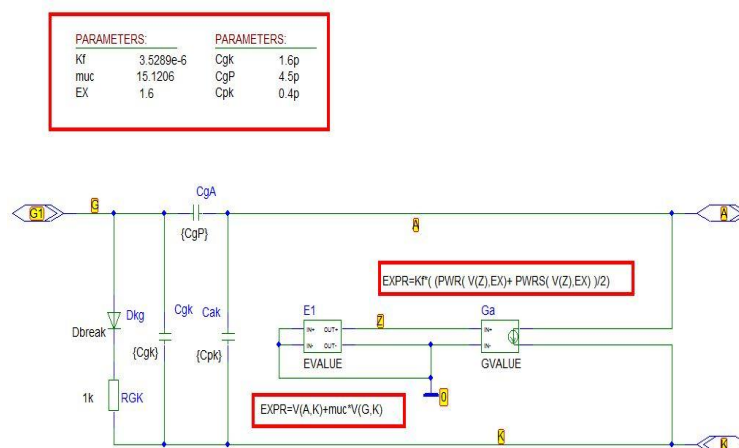 PARAMETERS: PARAMETERS:
Kf 3.5289e-6 Cgk 1.6p
muc 15.1206 CgP 4.5p
EX 1.6 Cpk 0.4p
CgA
G1 G A
{CgP} A
EXPR=Kf*( (PWR( V(Z),EX)+ PWRS( V(Z),EX) )/2)
Dkg Cgk Cak E1 Z Ga
Dbreak IN+ OUT+ IN+
{Cgk} {Cpk} IN- OUT- IN-
EVALUE GVALUE
1k RGK 0
EXPR=V(A,K)+muc*V(G,K)
K K